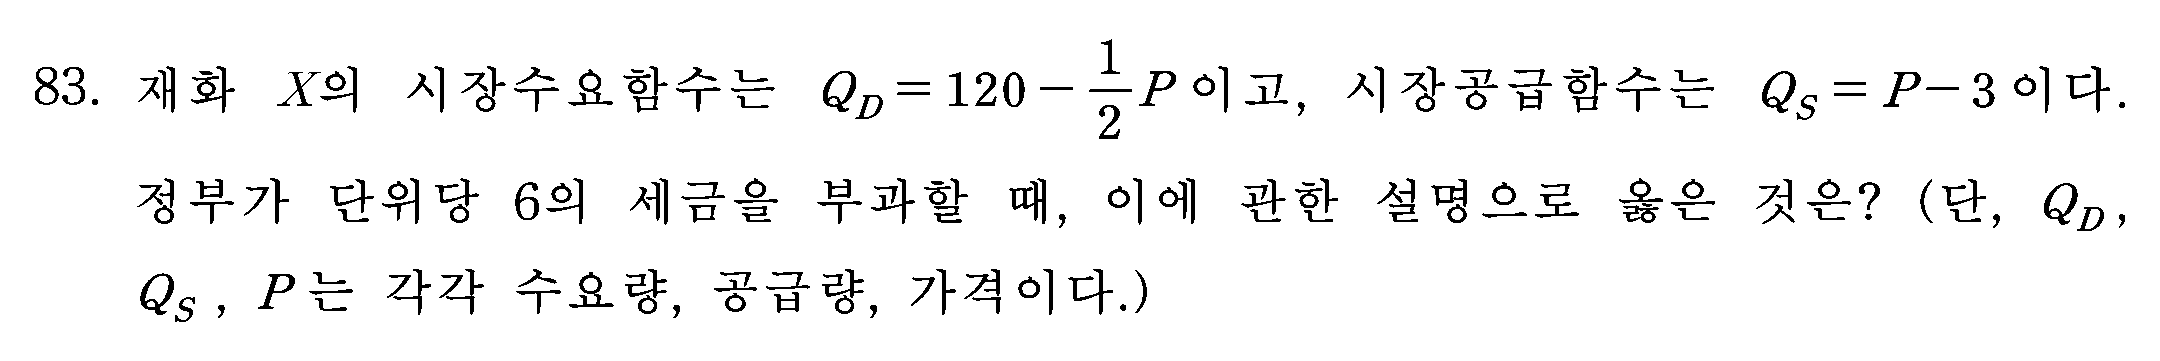 83. 재화 X의 시장수요함수는 Q_D = 120 - \frac{1}{2}P 이고, 시장공급함수는 Q_S = P - 3 이다.
정부가 단위당 6의 세금을 부과할 때, 이에 관한 설명으로 옳은 것은? (단, Q_D,
Q_S, P는 각각 수요량, 공급량, 가격이다.)